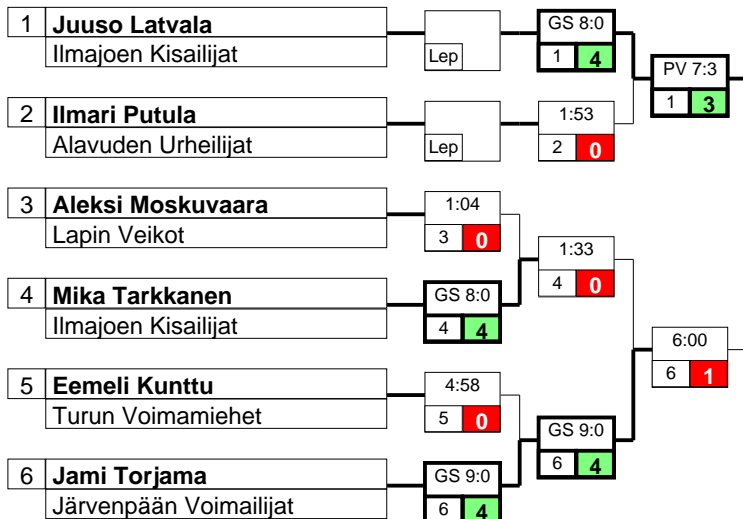 1 Juuso Latvala
Ilmajoen Kisailijat
Lep
GS 8:0
1 4
PV 7:3
1 3
2 Ilmari Putula
Alavuden Urheilijat
Lep
1:53
2 0
3 Aleksi Moskuvaara
Lapin Veikot
1:04
3 0
1:33
4 0
4 Mika Tarkkanen
Ilmajoen Kisailijat
GS 8:0
4 4
6:00
6 1
5 Eemeli Kunttu
Turun Voimamiehet
4:58
5 0
GS 9:0
6 4
6 Jami Torjama
Järvenpään Voimailijat
GS 9:0
6 4